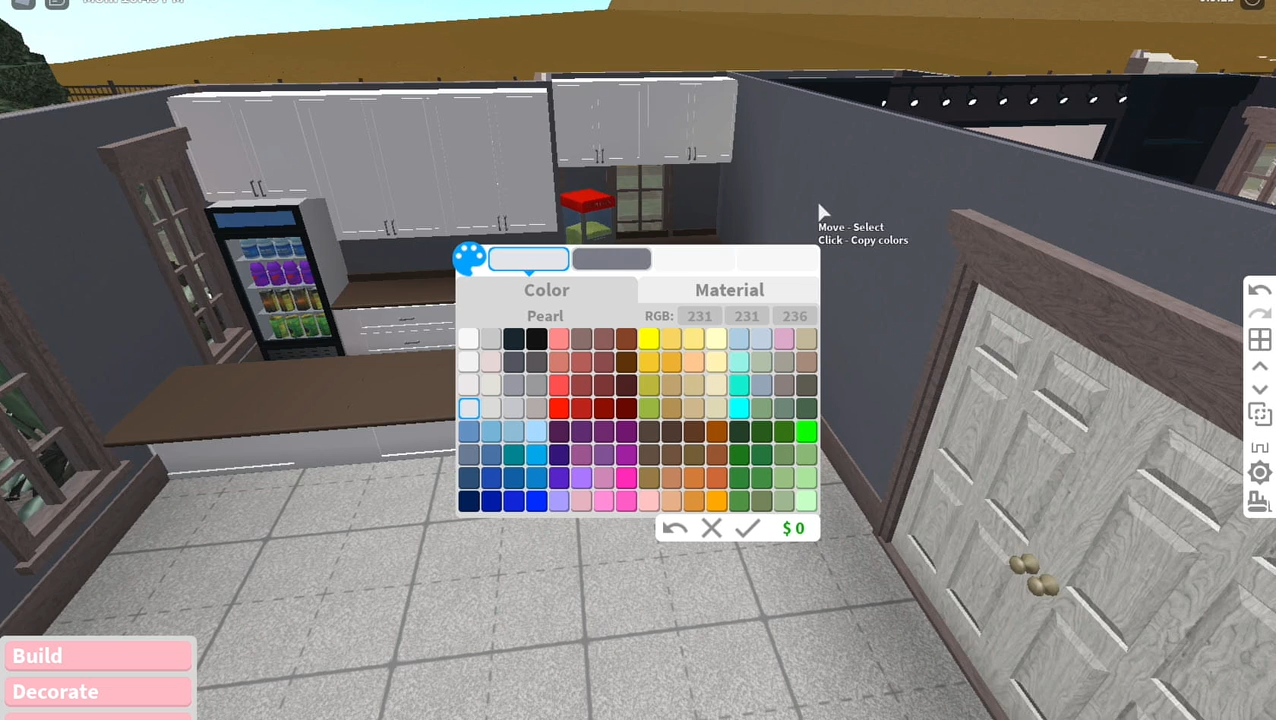 Move - Select
Click - Copy colors
Color
Material
Pearl
RGB: 231 231 236
$ 0
Build
Decorate